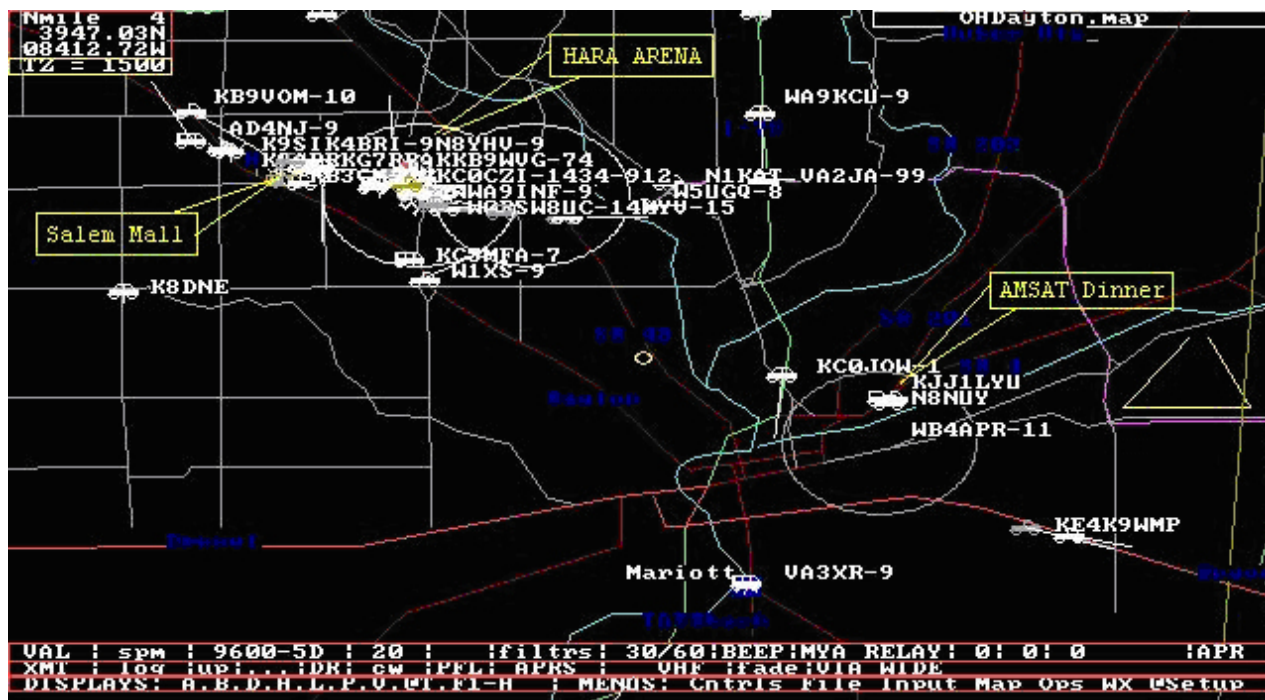 Nmile 4
3947.03N
08412.72W
TZ = 1500
OHDayton.map
HARA ARENA
KB9VOM-10
WA9KCU-9
AD4NJ-9
K9SIK4BRI-9N8YHV-9
KKB9WVG-74
KC0CZI-1434-912
N1KAT
VA2JA-99
WA9INF-9
W5UGQ-8
Salem Mall
KC5MFA-7
W1XS-9
K8DNE
AMSAT Dinner
KC0JOW-1
KJJ1LYU
N8NUY
WB4APR-11
KE4K9WMP
Mariott
VA3XR-9
VAL | spm | 9600-5D | 20 | |filtrs| 30/60|BEEP|MYA RELAY| 0| 0| 0 |APR
XMT | log |up|...|DR| cw |PFL| APRS | VHF |fade|VIA WIDE
DISPLAYS: A.B.D.H.L.P.V.@T.F1-H | MENUS: Cntrls File Input Map Ops WX @Setup